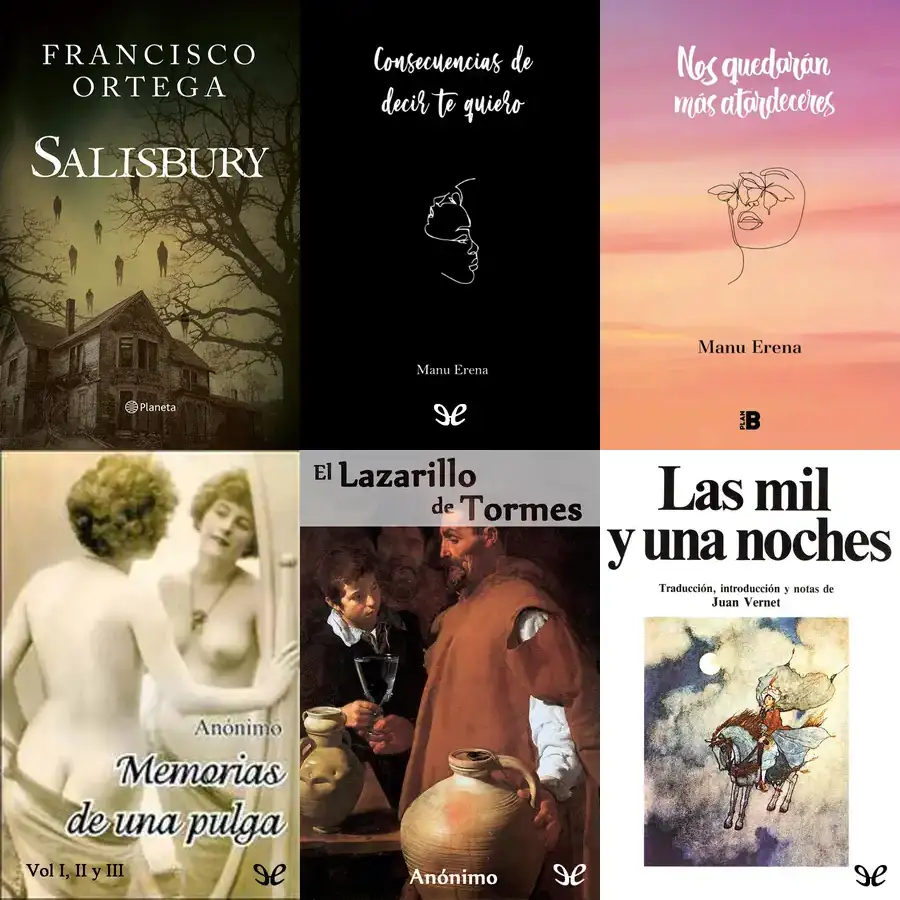 FRANCISCO
ORTEGA
SALISBURY
Planeta
Consecuencias de
decir te quiero
Manu Erena
Nos quedarán
más atardeceres
Manu Erena
PLAN
B
Anónimo
Memorias
de una pulga
Vol I, II y III
El Lazarillo
de Tormes
Anónimo
Las mil
y una noches
Traducción, introducción y notas de
Juan Vernet